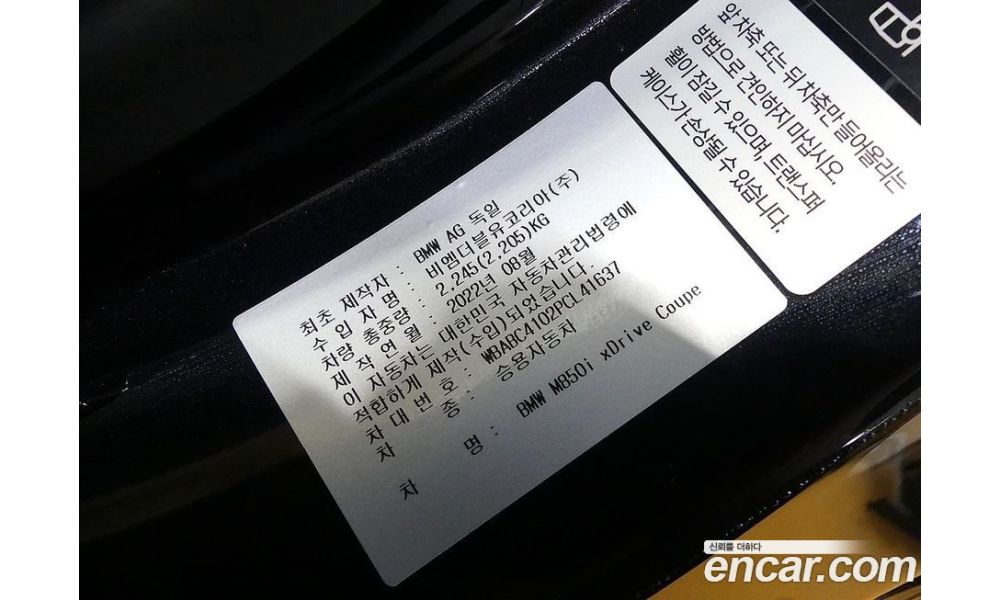 최초 제작자 : BMW AG 독일
수 입 자 명 : 비엠더블유코리아(주)
차량 총중량 : 2,245(2,205)KG
제 작 연 월 : 2022년 08월
이 자동차는 대한민국 자동차관리법령에
적합하게 제작(수입)되었습니다.
차 대 번 호 : WBABC4102PCL41637
차 종 : 승용자동차
차 명 : BMW M850i xDrive Coupe
앞 차축 또는 뒤 차축만 들어올리는
방법으로 견인하지 마십시오.
휠이 잠길 수 있으며, 트랜스퍼
케이스가 손상될 수 있습니다.
신뢰를 더하다
encar.com